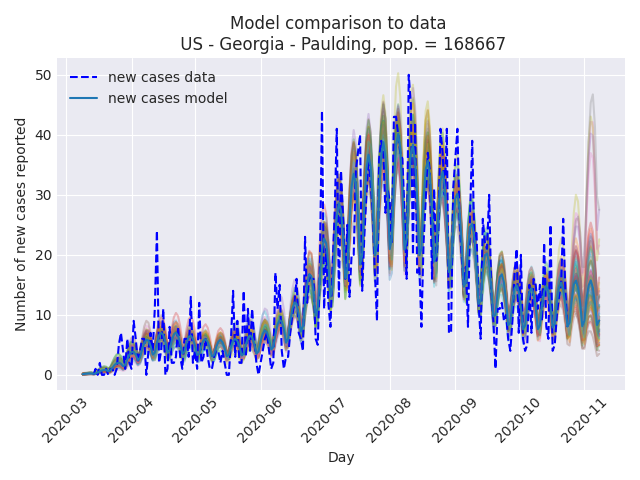 Model comparison to data
US - Georgia - Paulding, pop. = 168667
new cases data
new cases model
Number of new cases reported
50
40
30
20
10
0
2020-03
2020-04
2020-05
2020-06
2020-07
2020-08
2020-09
2020-10
2020-11
Day